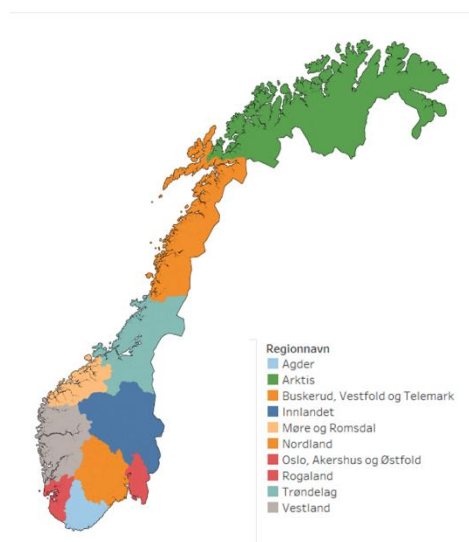 Regionnavn
Agder
Arktis
Buskerud, Vestfold og Telemark
Innlandet
Møre og Romsdal
Nordland
Oslo, Akershus og Østfold
Rogaland
Trøndelag
Vestland